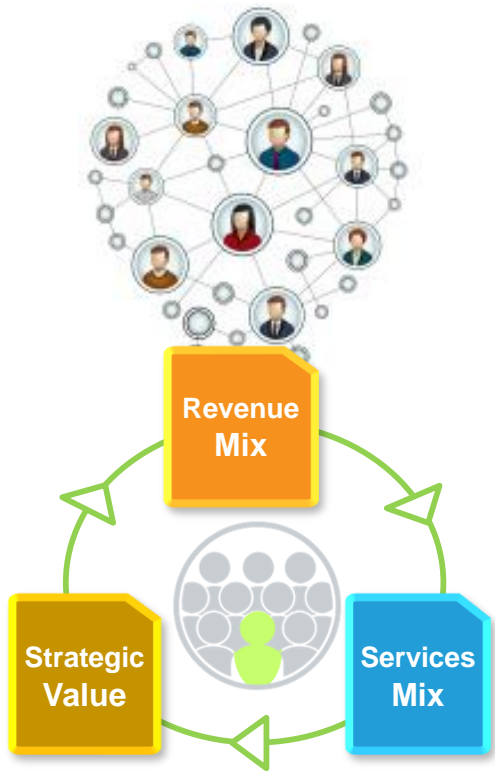 Revenue
Mix
Strategic
Value
Services
Mix